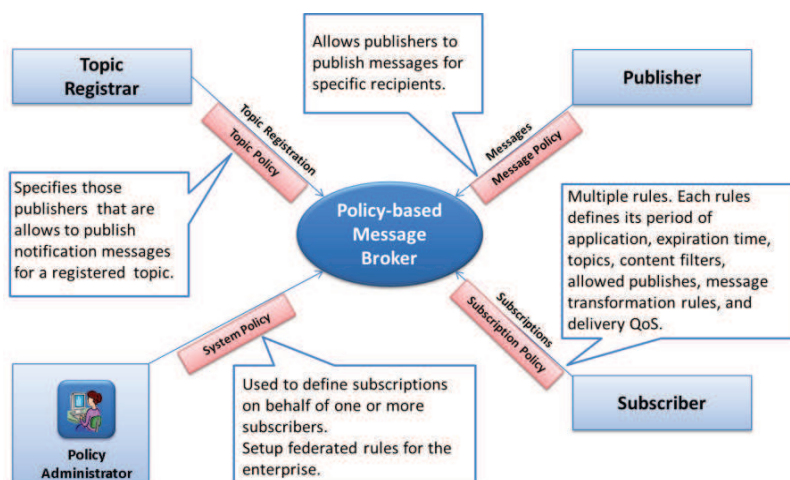 Topic
Registrar
Allows publishers to
publish messages for
specific recipients.
Publisher
Topic Registration
Topic Policy
Messages
Message Policy
Specifies those
publishers that are
allows to publish
notification messages
for a registered topic.
Policy-based
Message
Broker
Multiple rules. Each rules
defines its period of
application, expiration time,
topics, content filters,
allowed publishes, message
transformation rules, and
delivery QoS.
System Policy
Subscriptions
Subscription Policy
Used to define subscriptions
on behalf of one or more
subscribers.
Setup federated rules for the
enterprise.
Subscriber
Policy
Administrator